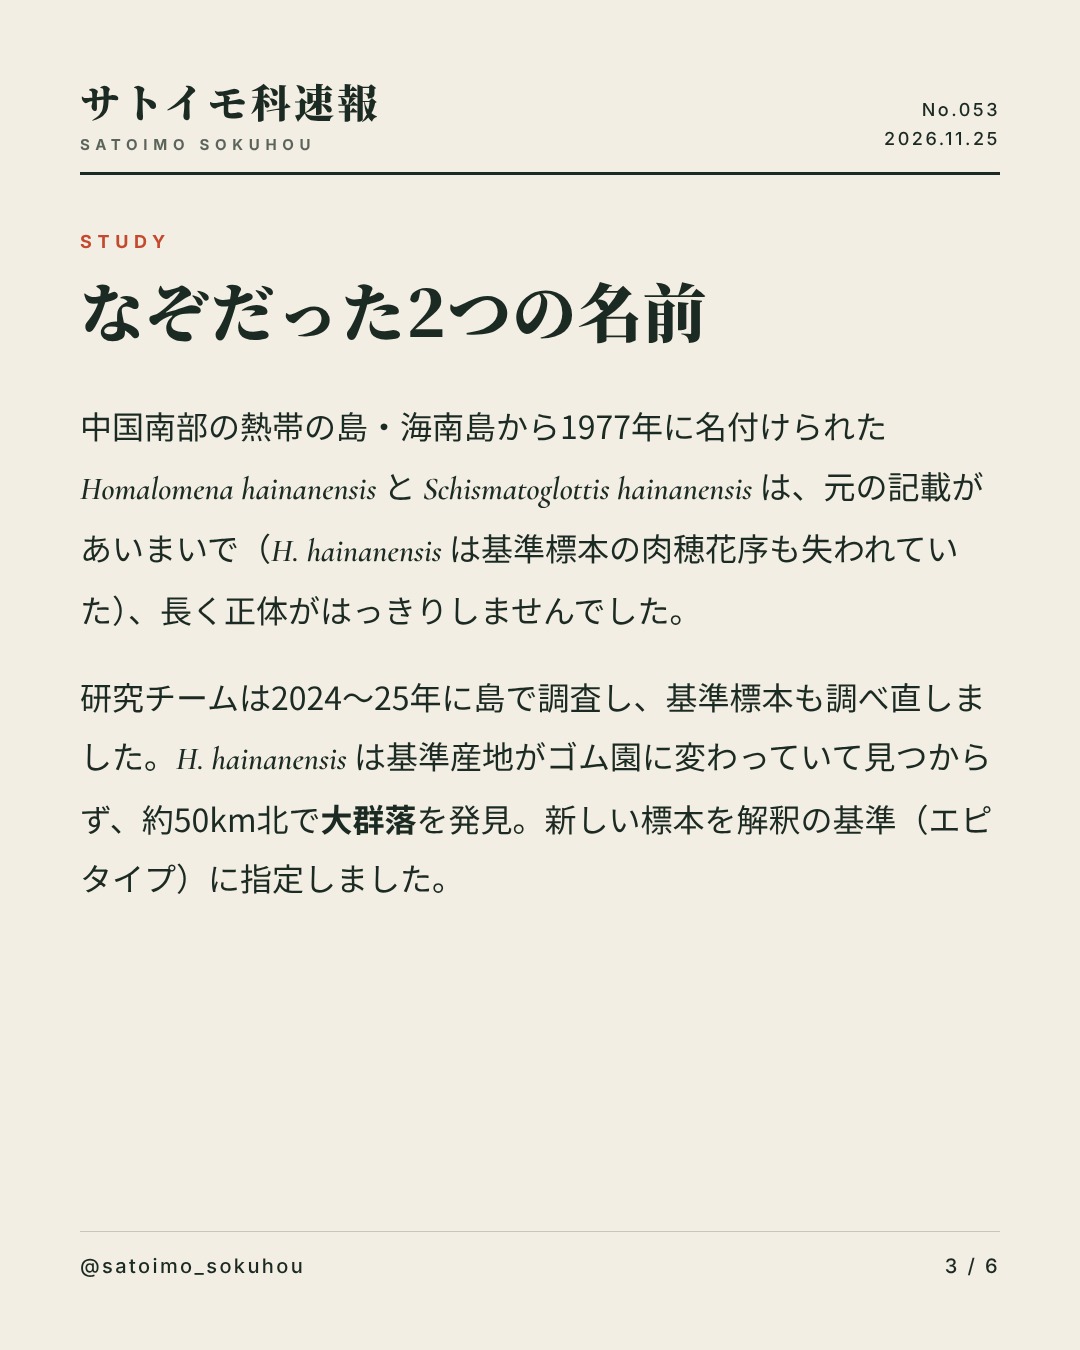 サトイモ科速報
SATOIMO SOKUHOU
No.053
2026.11.25
STUDY
なぞだった2つの名前
中国南部の熱帯の島・海南島から1977年に名付けられた
Homalomena hainanensis と Schismatoglottis hainanensis は、元の記載が
あいまいで（H. hainanensis は基準標本の肉穂花序も失われてい
た）、長く正体がはっきりしませんでした。
研究チームは2024〜25年に島で調査し、基準標本も調べ直しま
した。H. hainanensis は基準産地がゴム園に変わっていて見つから
ず、約50km北で大群落を発見。新しい標本を解釈の基準（エピ
タイプ）に指定しました。
@satoimo_sokuhou
3 / 6